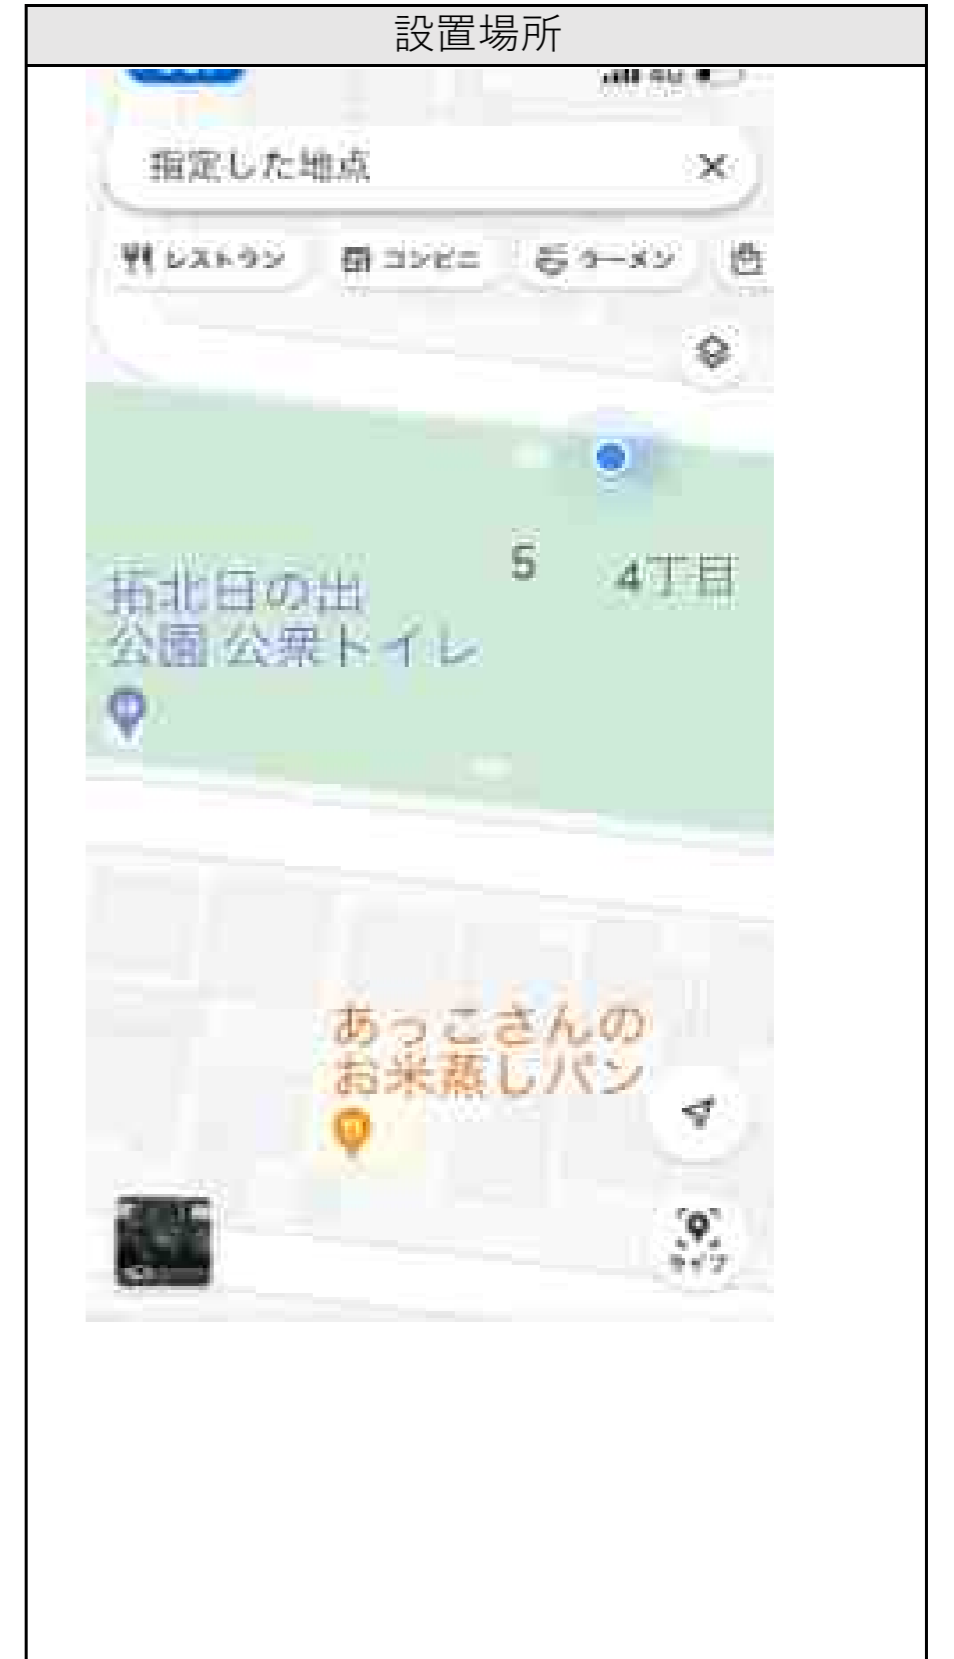 設置場所
4G
指定した地点
レストラン
コンビニ
ラーメン
5
4丁目
拓北日の出
公園 公衆トイレ
あっこさんの
お米蒸しパン
ライブ